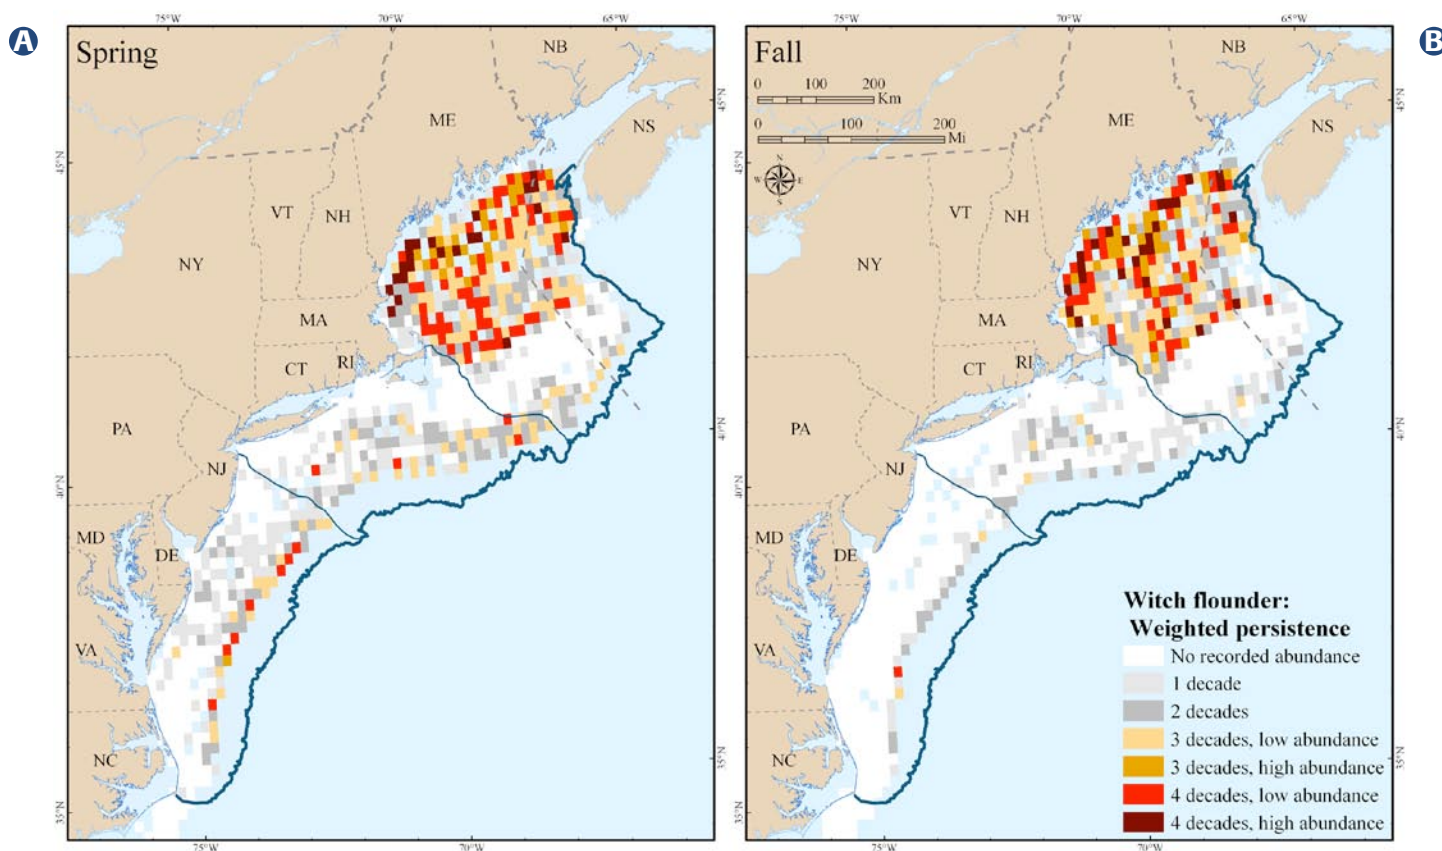 A
B
75°W
70°W
65°W
75°W
70°W
65°W
Spring
Fall
NB
NB
0 100 200
Km
0 100 200
Mi
N
W E
S
45°N
45°N
45°N
45°N
ME
NS
ME
NS
VT
NH
VT
NH
NY
NY
MA
MA
CT
RI
CT
RI
PA
PA
40°N
40°N
NJ
NJ
40°N
40°N
MD
DE
MD
DE
VA
VA
NC
NC
35°N
35°N
35°N
35°N
Witch flounder:
Weighted persistence
No recorded abundance
1 decade
2 decades
3 decades, low abundance
3 decades, high abundance
4 decades, low abundance
4 decades, high abundance
75°W
70°W
75°W
70°W